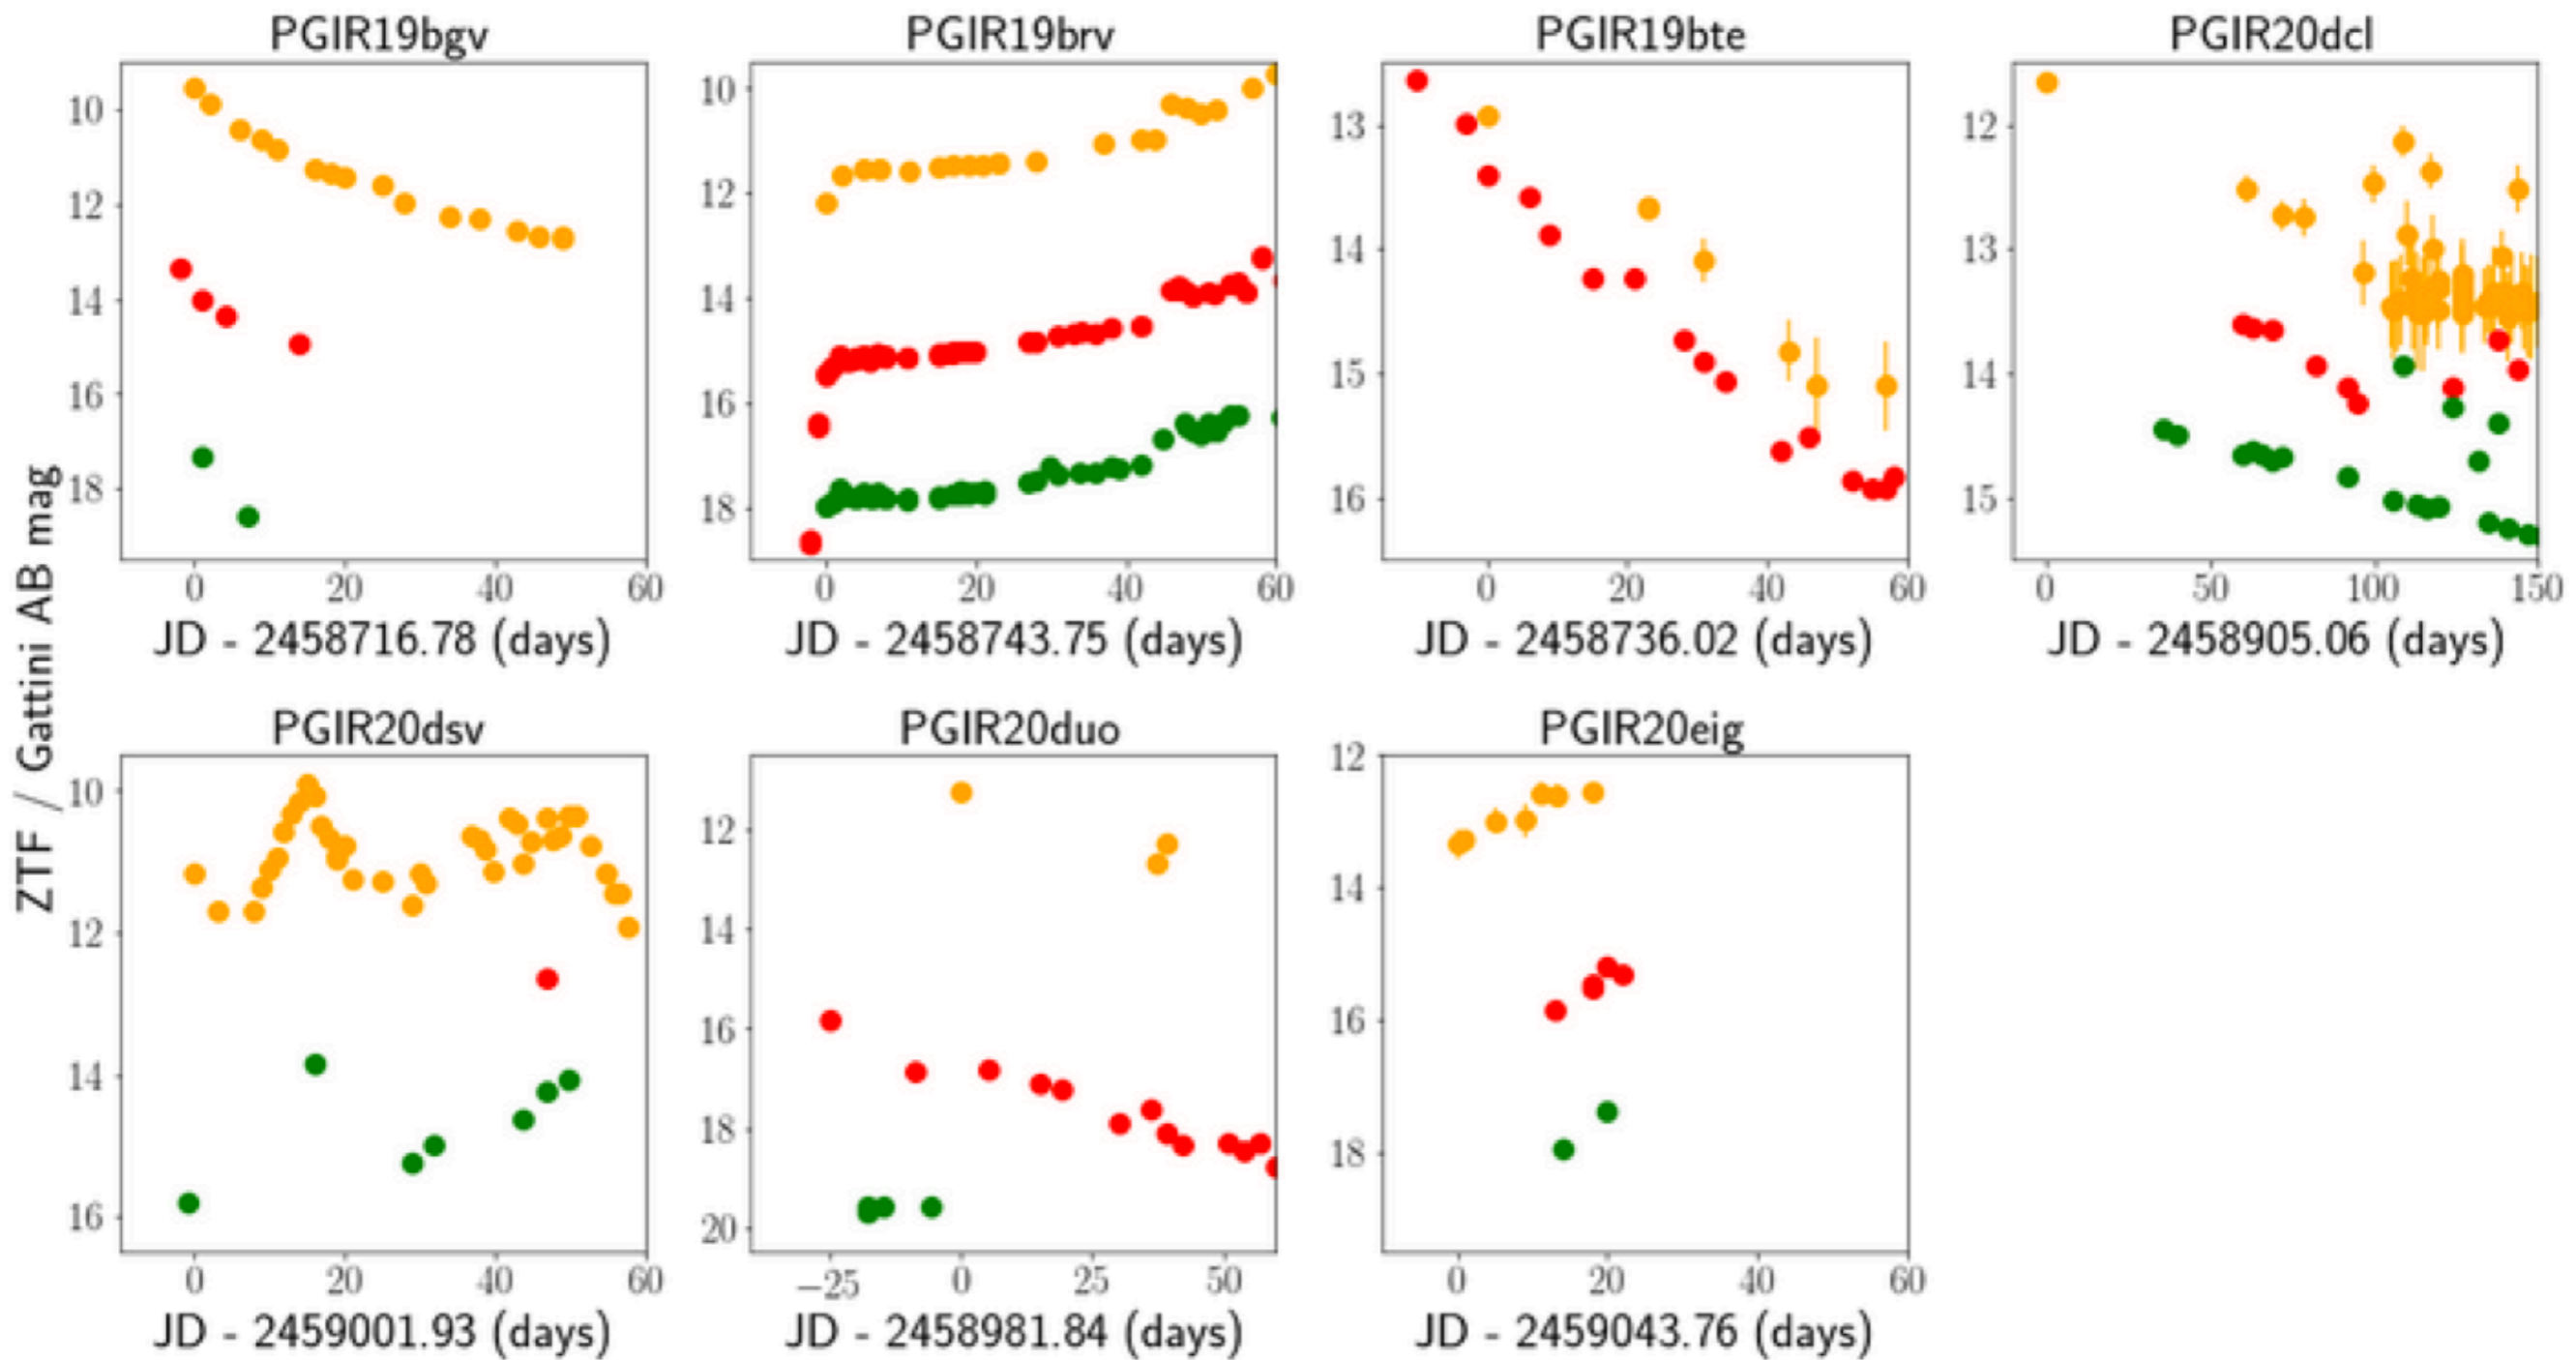 PGIR19bgv PGIR19brv PGIR19bte PGIR20dcl
10
12
14
16
18
0 20 40 60
JD - 2458716.78 (days)
10
12
14
16
18
0 20 40 60
JD - 2458743.75 (days)
13
14
15
16
0 20 40 60
JD - 2458736.02 (days)
12
13
14
15
0 50 100 150
JD - 2458905.06 (days)
ZTF / Gattini AB mag
PGIR20dsv PGIR20duo PGIR20eig
10
12
14
16
0 20 40 60
JD - 2459001.93 (days)
12
14
16
18
20
−25 0 25 50
JD - 2458981.84 (days)
12
14
16
18
0 20 40 60
JD - 2459043.76 (days)